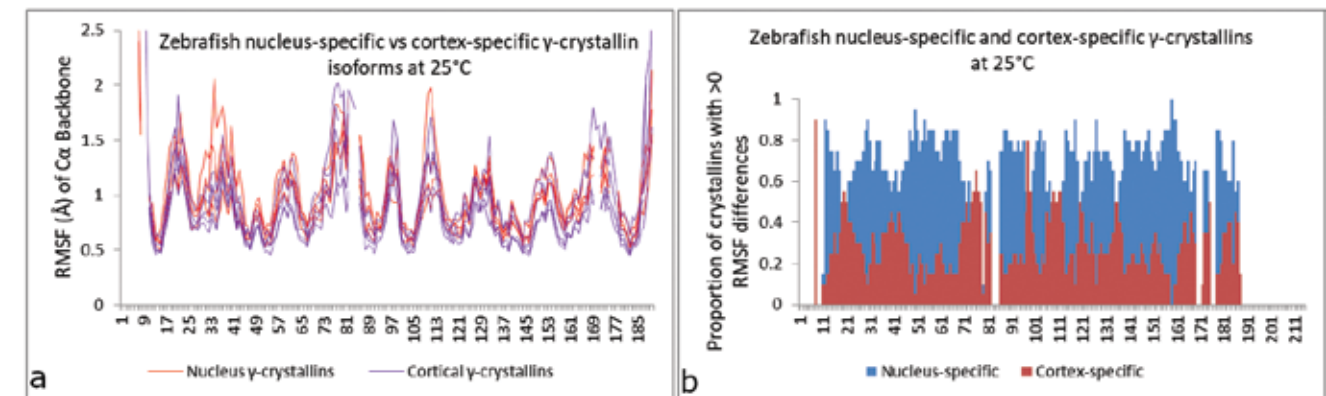 Zebrafish nucleus-specific vs cortex-specific γ-crystallin
isoforms at 25°C
RMSF (Å) of Cα Backbone
2.5
2
1.5
1
0.5
0
1 9 17 25 33 41 49 57 65 73 81 89 97 105 113 121 129 137 145 153 161 169 177 185
Nucleus γ-crystallins Cortical γ-crystallins
a
Zebrafish nucleus-specific and cortex-specific γ-crystallins
at 25°C
Proportion of crystallins with >0
RMSF differences
1
0.8
0.6
0.4
0.2
0
1 11 21 31 41 51 61 71 81 91 101 111 121 131 141 151 161 171 181 191 201 211
Nucleus-specific Cortex-specific
b